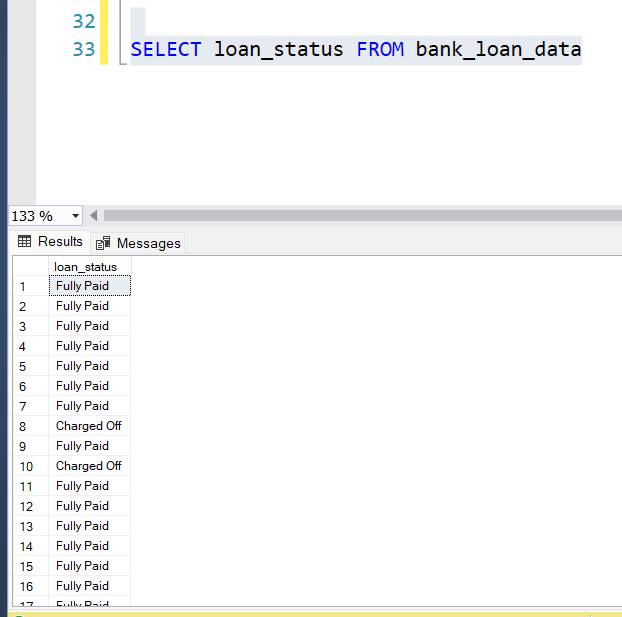 32
33 SELECT loan_status FROM bank_loan_data
133 %
Results Messages
loan_status
1 Fully Paid
2 Fully Paid
3 Fully Paid
4 Fully Paid
5 Fully Paid
6 Fully Paid
7 Fully Paid
8 Charged Off
9 Fully Paid
10 Charged Off
11 Fully Paid
12 Fully Paid
13 Fully Paid
14 Fully Paid
15 Fully Paid
16 Fully Paid
17 Fully Paid